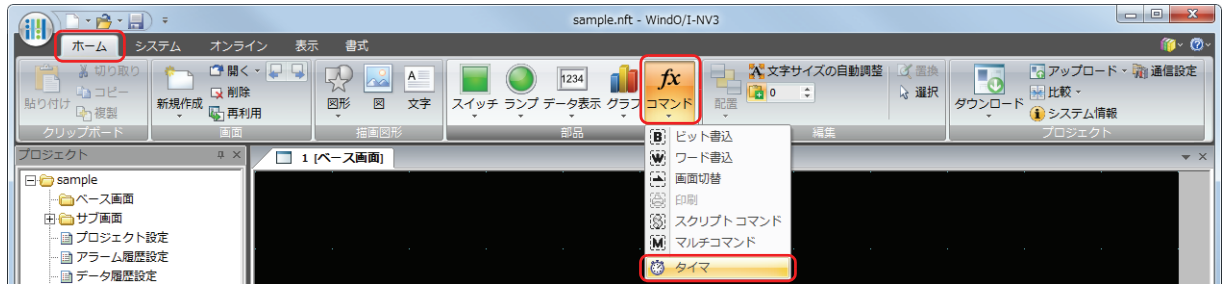 sample.nft - WindO/I-NV3
ホーム システム オンライン 表示 書式
切り取り
コピー
貼り付け
複製
クリップボード
新規作成
開く
削除
再利用
画面
図形 図 文字
描画図形
1234
スイッチ ランプ データ表示 グラフ コマンド
部品
配置
文字サイズの自動調整
0
置換
選択
編集
ダウンロード
アップロード
通信設定
比較
システム情報
プロジェクト
ビット書込
ワード書込
画面切替
印刷
スクリプト コマンド
マルチコマンド
タイマ
プロジェクト
1 [ベース画面]
sample
ベース画面
サブ画面
プロジェクト設定
アラーム履歴設定
データ履歴設定